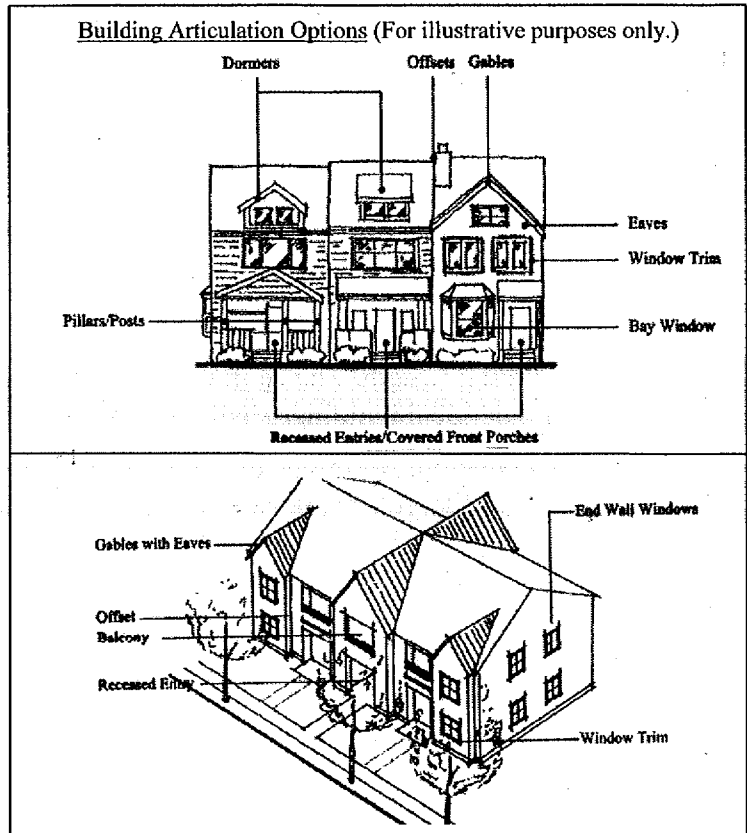 Building Articulation Options (For illustrative purposes only.)
Dormers Offsets Gables
Eaves
Window Trim
Pillars/Posts
Bay Window
Recessed Entries/Covered Front Porches
End Wall Windows
Gables with Eaves
Offset
Balcony
Recessed Entry
Window Trim